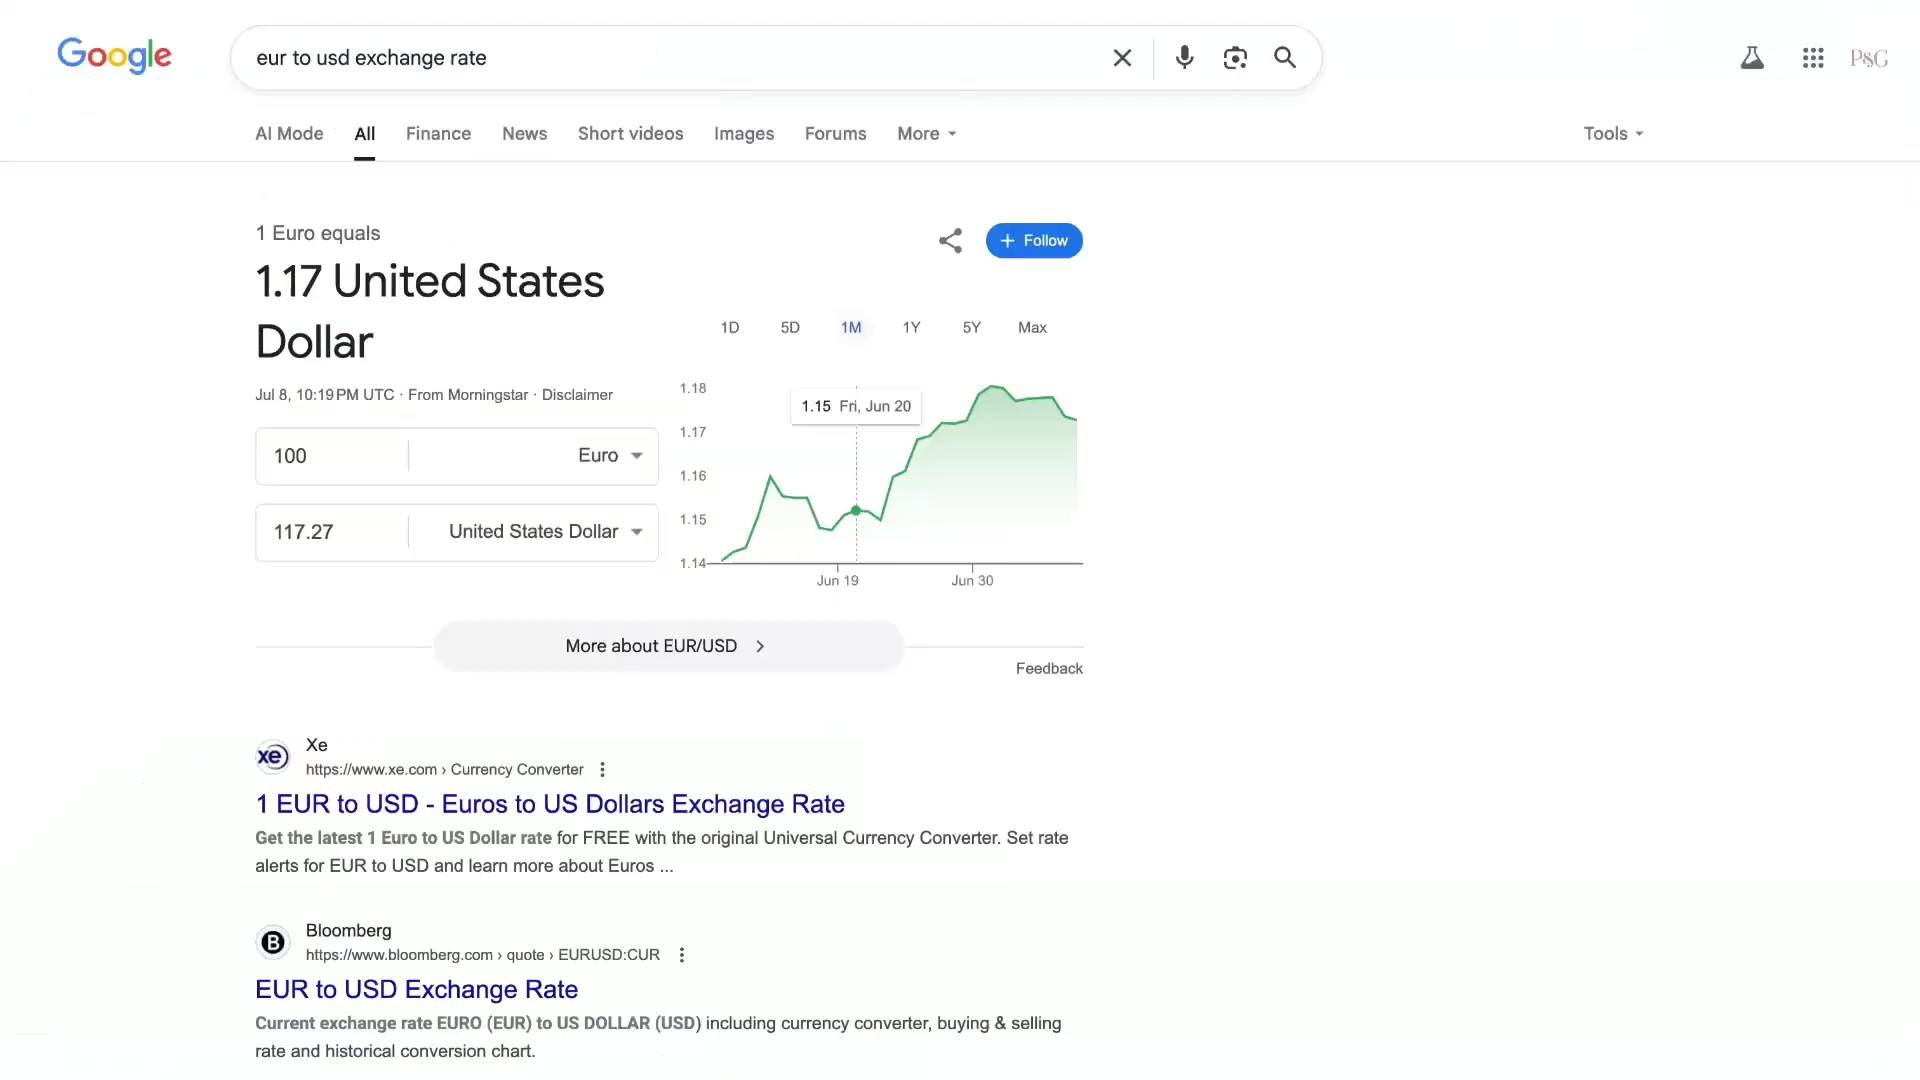 Google
eur to usd exchange rate
P&G
AI Mode
All
Finance
News
Short videos
Images
Forums
More
Tools
1 Euro equals
1.17 United States
Dollar
Jul 8, 10:19 PM UTC · From Morningstar · Disclaimer
100
Euro
117.27
United States Dollar
Follow
1D
5D
1M
1Y
5Y
Max
1.18
1.17
1.16
1.15
1.14
1.15 Fri, Jun 20
Jun 19
Jun 30
More about EUR/USD
Feedback
xe
Xe
https://www.xe.com › Currency Converter
1 EUR to USD - Euros to US Dollars Exchange Rate
Get the latest 1 Euro to US Dollar rate for FREE with the original Universal Currency Converter. Set rate
alerts for EUR to USD and learn more about Euros ...
B
Bloomberg
https://www.bloomberg.com › quote › EURUSD:CUR
EUR to USD Exchange Rate
Current exchange rate EURO (EUR) to US DOLLAR (USD) including currency converter, buying & selling
rate and historical conversion chart.